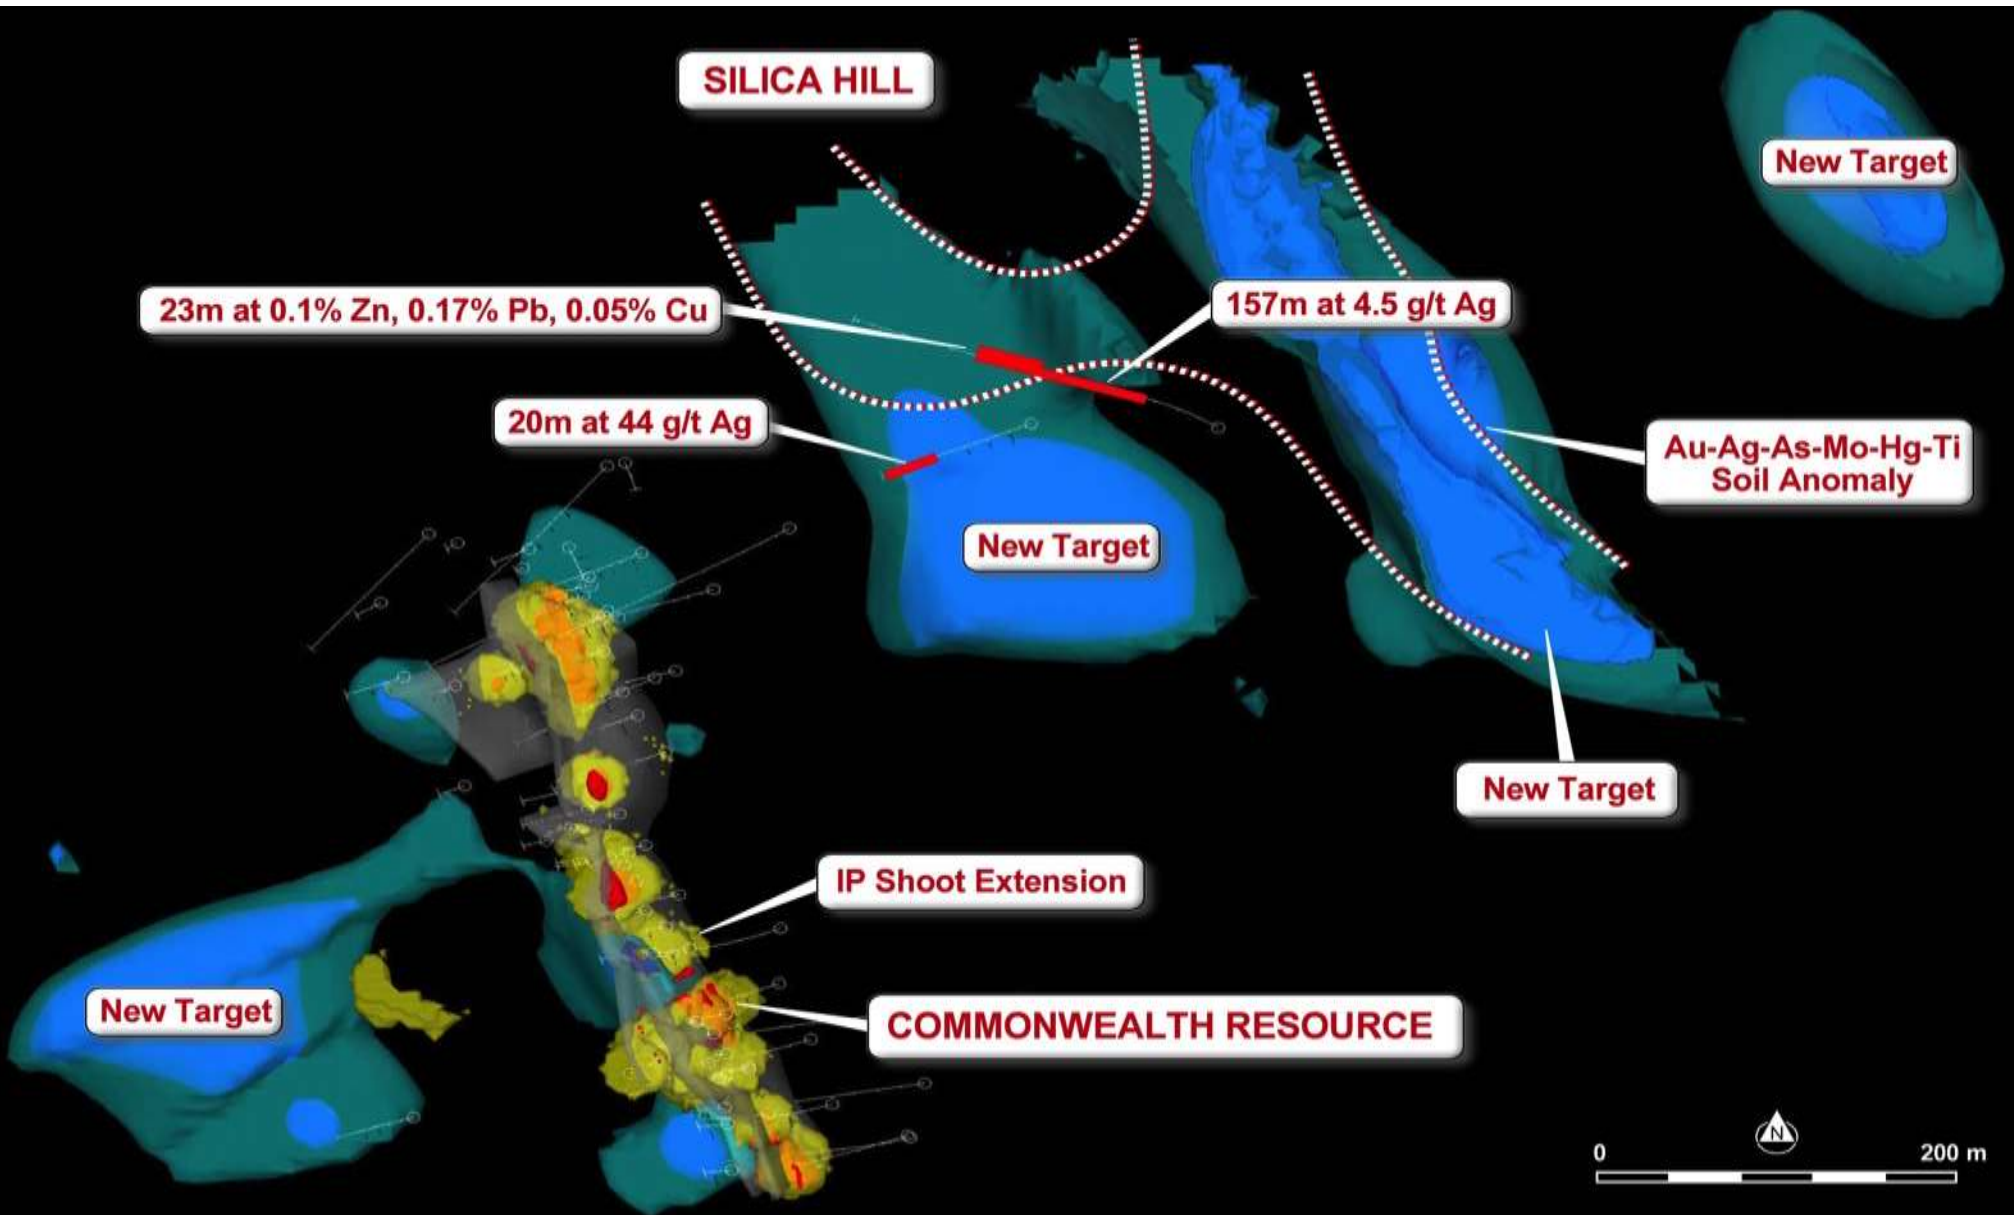 SILICA HILL
New Target
23m at 0.1% Zn, 0.17% Pb, 0.05% Cu
157m at 4.5 g/t Ag
20m at 44 g/t Ag
Au-Ag-As-Mo-Hg-Ti
Soil Anomaly
New Target
New Target
IP Shoot Extension
New Target
COMMONWEALTH RESOURCE
N
0
200 m